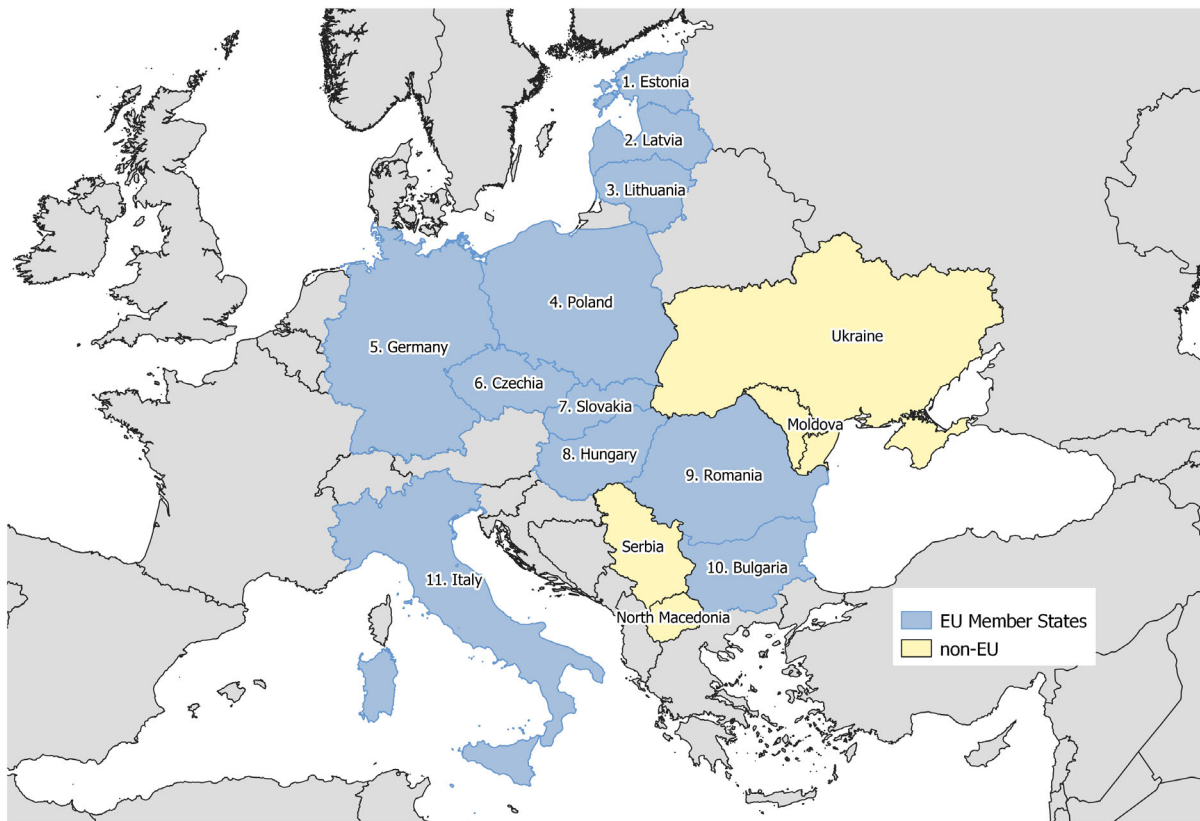 1. Estonia
2. Latvia
3. Lithuania
4. Poland
Ukraine
5. Germany
6. Czechia
7. Slovakia
Moldova
8. Hungary
9. Romania
Serbia
10. Bulgaria
11. Italy
North Macedonia
EU Member States
non-EU